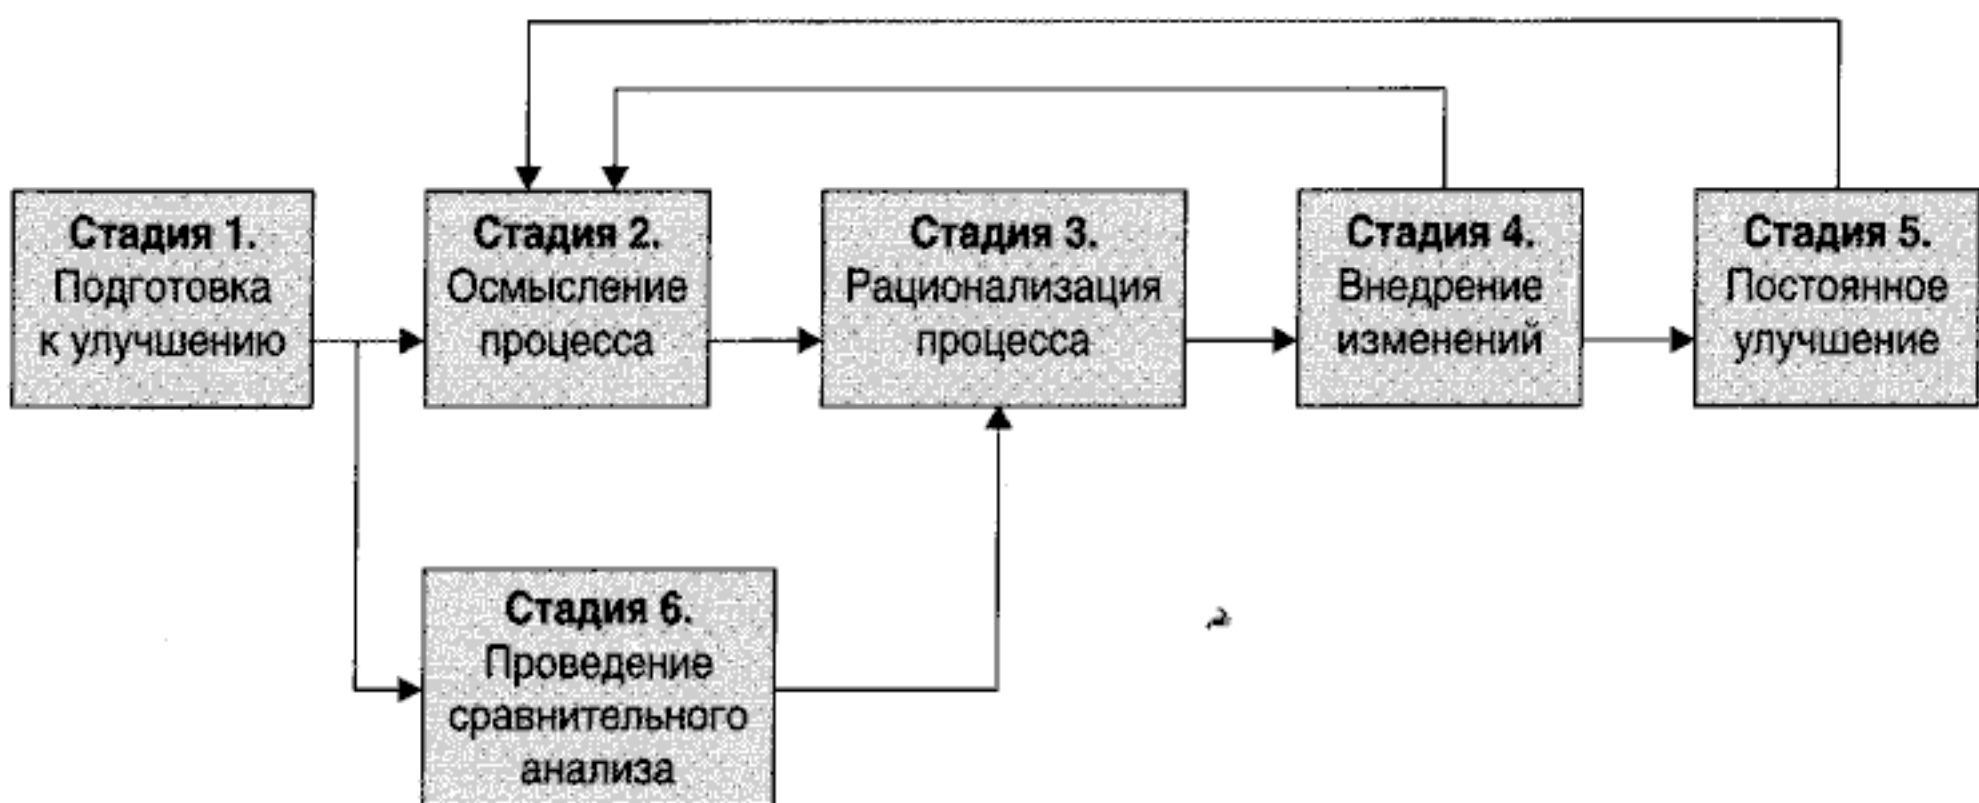 Стадия 1.
Подготовка
к улучшению
Стадия 2.
Осмысление
процесса
Стадия 3.
Рационализация
процесса
Стадия 4.
Внедрение
изменений
Стадия 5.
Постоянное
улучшение
Стадия 6.
Проведение
сравнительного
анализа